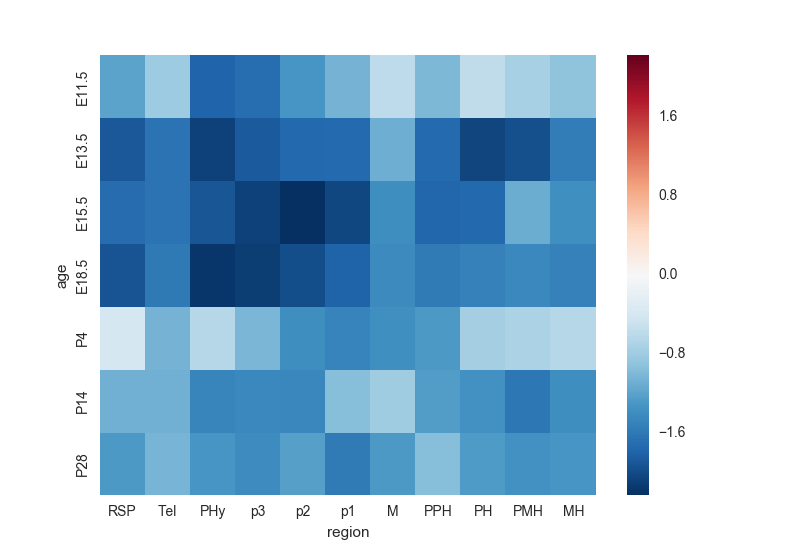 E11.5
E13.5
E15.5
E18.5
P4
P14
P28
age
RSP Tel PHy p3 p2 p1 M PPH PH PMH MH
region
1.6
0.8
0.0
−0.8
−1.6